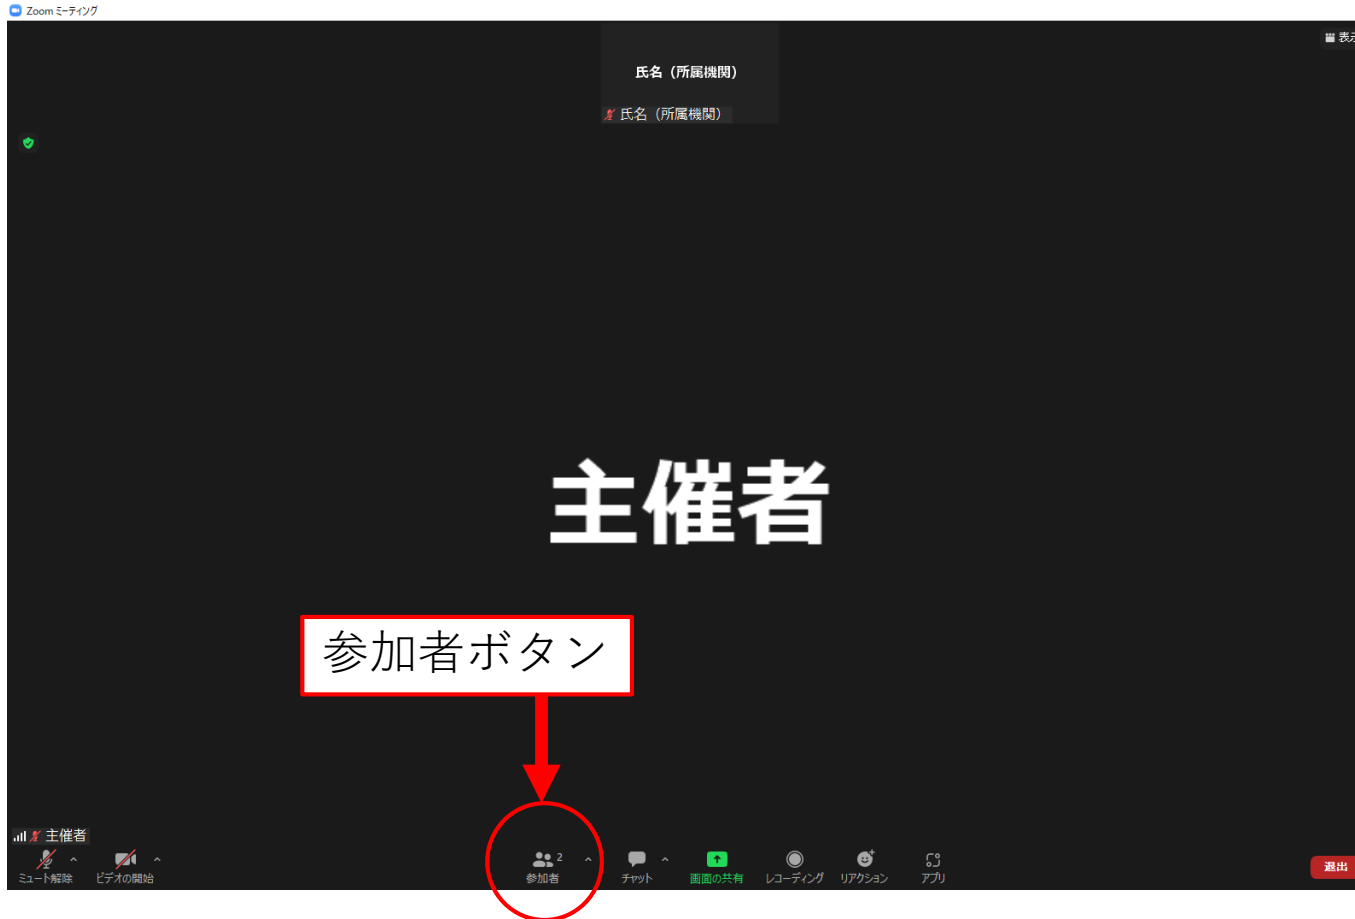 Zoom ミーティング
表示
氏名（所属機関）
氏名（所属機関）
主催者
参加者ボタン
主催者
2
ミュート解除 ビデオの開始 参加者 チャット 画面の共有 レコーディング リアクション アプリ 退出